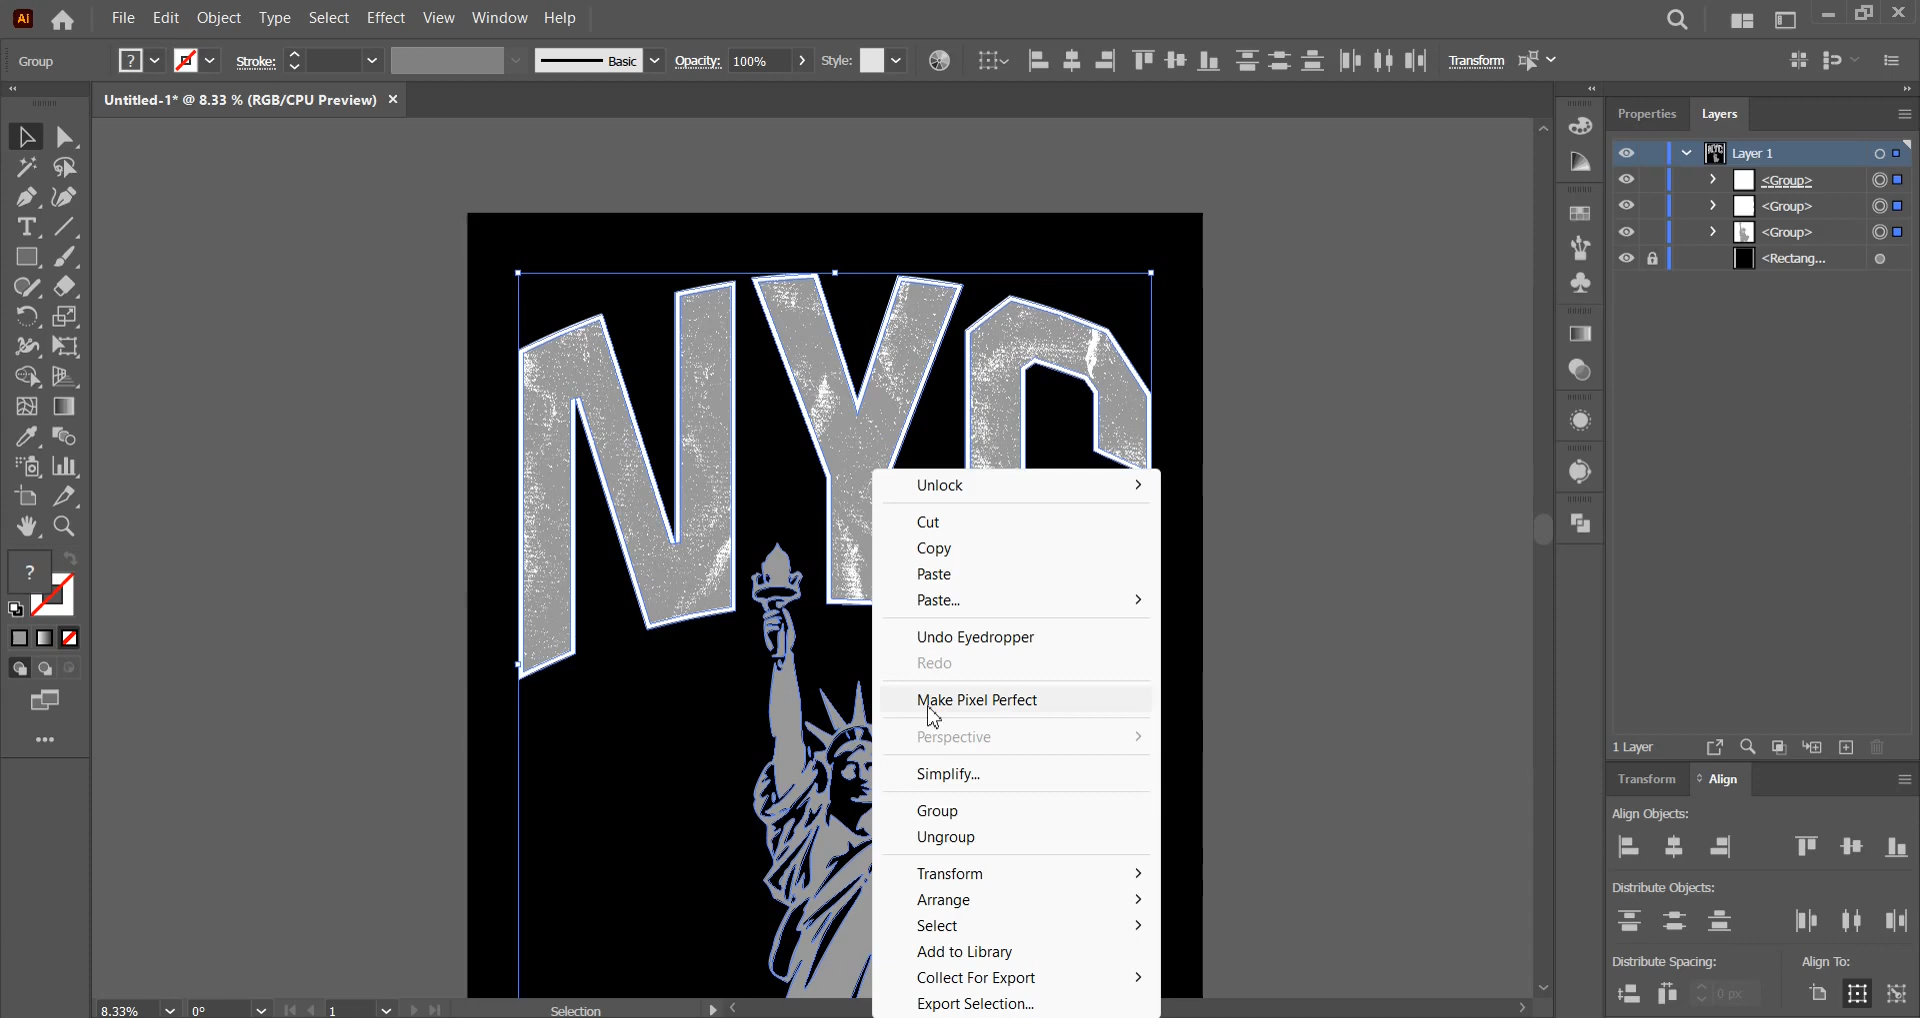 Ai File Edit Object Type Select Effect View Window Help
Group ? Stroke: Basic Opacity: 100% Style: Transform
Untitled-1* @ 8.33 % (RGB/CPU Preview)
Properties Layers
Layer 1
<Group>
<Group>
<Group>
<Rectang...
NYC
Unlock
Cut
Copy
Paste
Paste...
Undo Eyedropper
Redo
Make Pixel Perfect
Perspective
Simplify...
Group
Ungroup
Transform
Arrange
Select
Add to Library
Collect For Export
Export Selection...
?
1 Layer
Transform Align
Align Objects:
Distribute Objects:
Distribute Spacing: Align To:
0 px
8.33% 0° 1 Selection